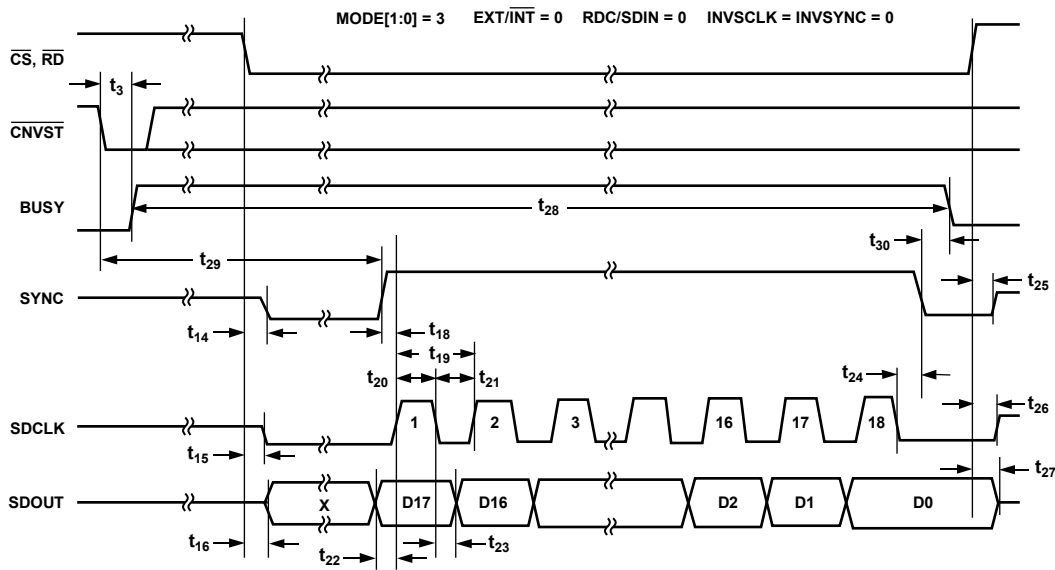 MODE[1:0] = 3 EXT/INT = 0 RDC/SDIN = 0 INVSCLK = INVSYNC = 0
CS, RD
t3
CNVST
BUSY
t28
t30
t29
SYNC
t25
t14
t18
t19
t20
t21
t24
t26
SDCLK
1 2 3 16 17 18
t15
t27
SDOUT
X D17 D16 D2 D1 D0
t16
t22
t23